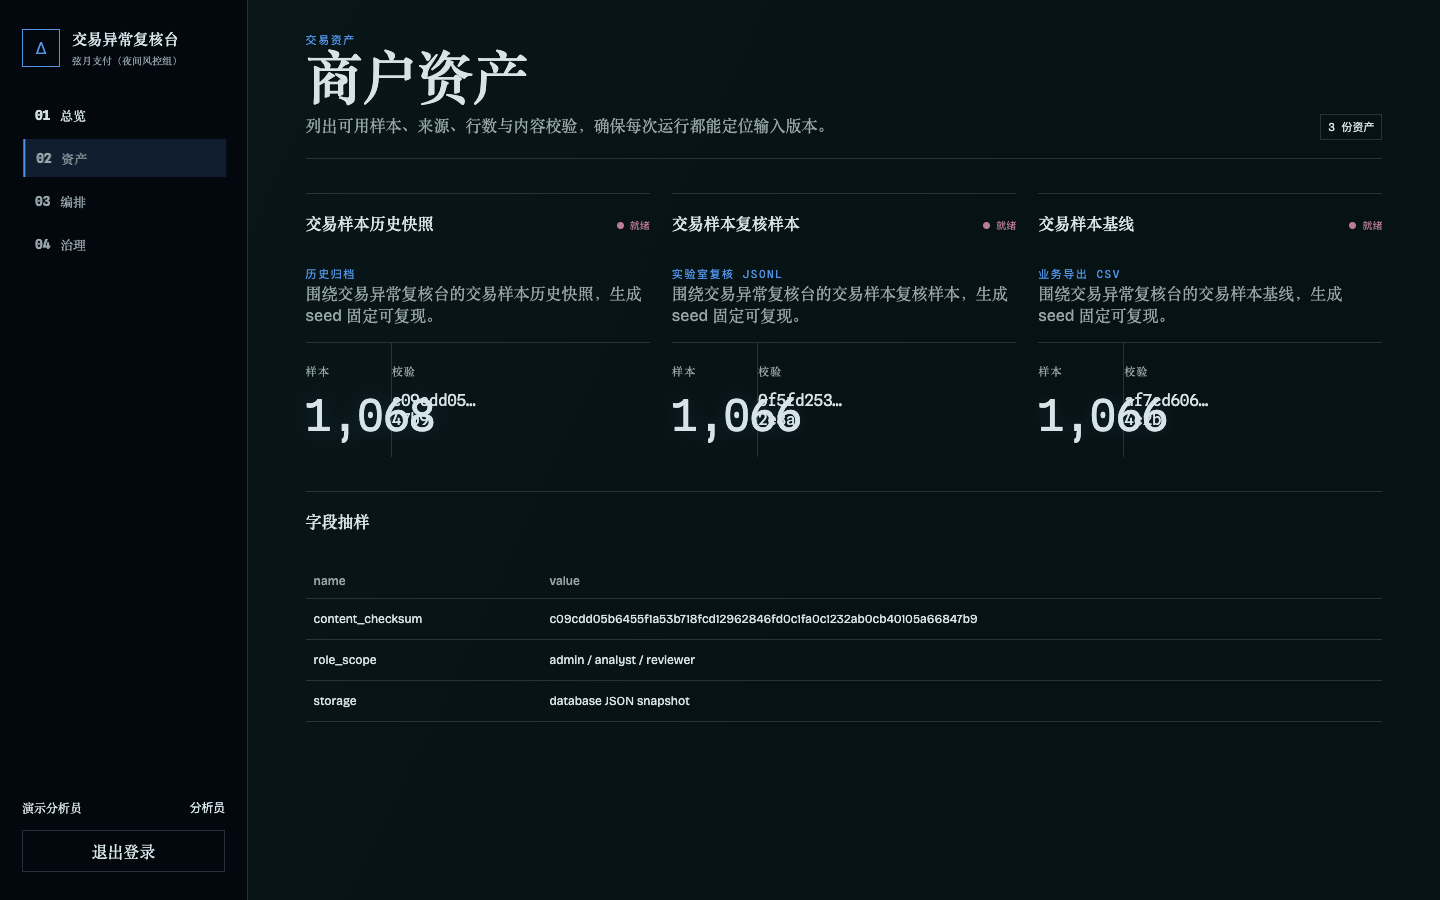 Δ
交易异常复核台
弦月支付（夜间风控组）
01 总览
02 资产
03 编排
04 治理
演示分析员 分析员
退出登录
交易资产
商户资产
列出可用样本、来源、行数与内容校验，确保每次运行都能定位输入版本。
3 份资产
交易样本历史快照 就绪
历史归档
围绕交易异常复核台的交易样本历史快照，生成
seed 固定可复现。
样本 校验
1,068
c09cdd05…
47b9
交易样本复核样本 就绪
实验室复核 JSONL
围绕交易异常复核台的交易样本复核样本，生成
seed 固定可复现。
样本 校验
1,066
9f5fd253…
交易样本基线 就绪
业务导出 CSV
围绕交易异常复核台的交易样本基线，生成
seed 固定可复现。
样本 校验
1,066
af7cd606…
字段抽样
name value
content_checksum c09cdd05b6455f1a53b718fcd12962846fd0c1fa0c1232ab0cb40105a66847b9
role_scope admin / analyst / reviewer
storage database JSON snapshot